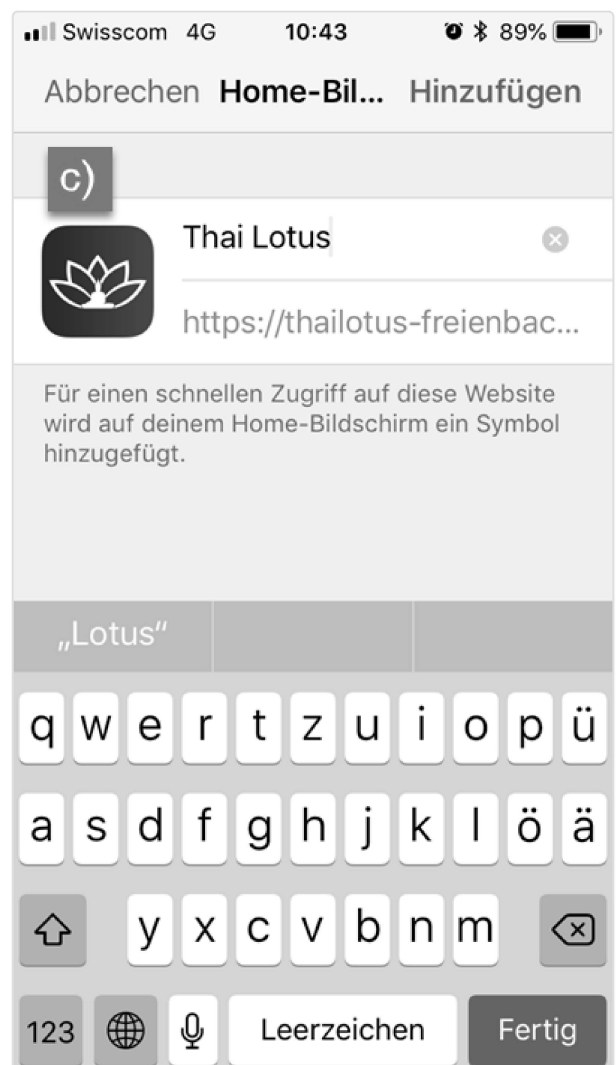 Swisscom 4G 10:43 89%
Abbrechen Home-Bil... Hinzufügen
c)
Thai Lotus
https://thailotus-freienbac...
Für einen schnellen Zugriff auf diese Website
wird auf deinem Home-Bildschirm ein Symbol
hinzugefügt.
„Lotus“
q w e r t z u i o p ü
a s d f g h j k l ö ä
y x c v b n m
123 Leerzeichen Fertig